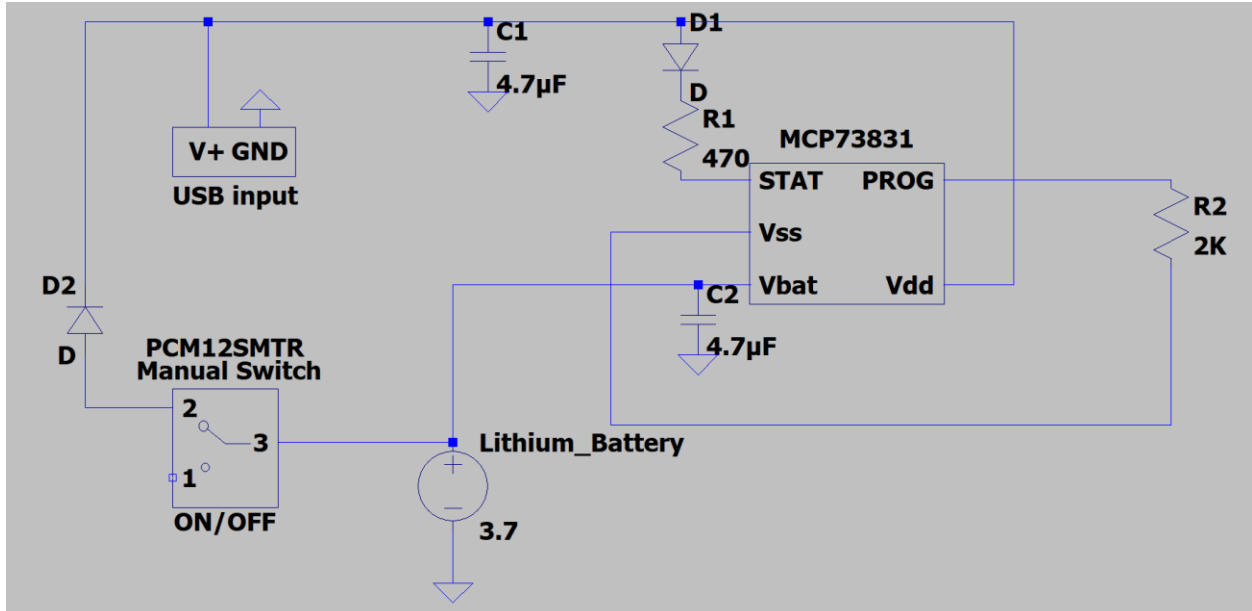 D1
C1
4.7µF
D
R1
470
MCP73831
V+ GND
USB input
STAT PROG
Vss
Vbat Vdd
R2
2K
C2
4.7µF
D2
D
PCM12SMTR
Manual Switch
2
3
1
ON/OFF
Lithium_Battery
3.7